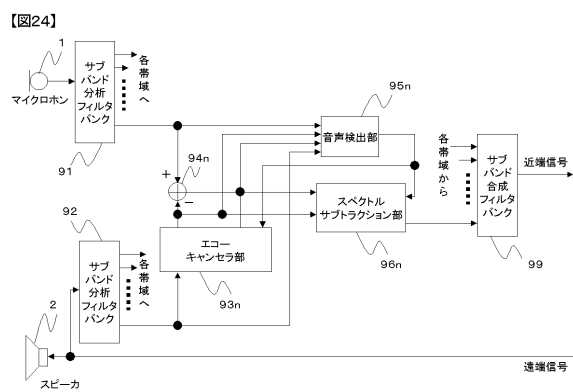 【図24】
1
マイクロホン
サブ
バンド
分析
フィルタ
バンク
91
各帯域へ
94n
+
−
95n
音声検出部
スペクトル
サブトラクション部
96n
各帯域から
サブ
バンド
合成
フィルタ
バンク
99
近端信号
92
サブ
バンド
分析
フィルタ
バンク
各帯域へ
エコー
キャンセラ部
93n
2
スピーカ
遠端信号